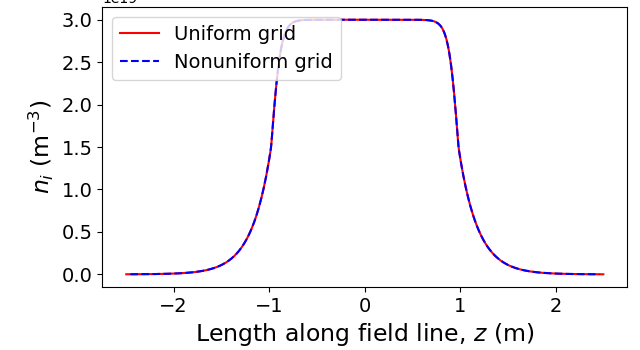 1e19
Uniform grid
Nonuniform grid
3.0
2.5
2.0
1.5
1.0
0.5
0.0
n_i (m^{−3})
−2
−1
0
1
2
Length along field line, z (m)